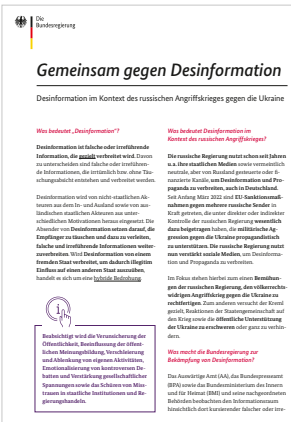 Die
Bundesregierung
Gemeinsam gegen Desinformation
Desinformation im Kontext des russischen Angriffskrieges gegen die Ukraine
Was bedeutet „Desinformation“?
Desinformation ist falsche oder irreführende
Information, die gezielt verbreitet wird. Davon
zu unterscheiden sind falsche oder irreführen-
de Informationen, die irrtümlich bzw. ohne Täu-
schungsabsicht entstehen und verbreitet werden.
Desinformation wird von nicht-staatlichen Ak-
teuren aus dem In- und Ausland sowie von aus-
ländischen staatlichen Akteuren aus unter-
schiedlichen Motivationen heraus eingesetzt. Die
Absender von Desinformation setzen darauf, die
Empfänger zu täuschen und dazu zu verleiten,
falsche und irreführende Informationen weiter-
zuverbreiten. Wird Desinformation von einem
fremden Staat verbreitet, um dadurch illegitim
Einfluss auf einen anderen Staat auszuüben,
handelt es sich um eine hybride Bedrohung.
Beabsichtigt wird die Verunsicherung der
Öffentlichkeit, Beeinflussung der öffent-
lichen Meinungsbildung, Verschleierung
und Ablenkung von eigenen Aktivitäten,
Emotionalisierung von kontroversen De-
batten und Verstärkung gesellschaftlicher
Spannungen sowie das Schüren von Miss-
trauen in staatliche Institutionen und Re-
gierungshandeln.
Was bedeutet Desinformation im
Kontext des russischen Angriffskrieges?
Die russische Regierung nutzt schon seit Jahren
u.a. ihre staatlichen Medien sowie vermeintlich
neutrale, aber von Russland gesteuerte oder fi-
nanzierte Kanäle, um Desinformation und Pro-
paganda zu verbreiten, auch in Deutschland.
Seit Anfang März 2022 sind EU-Sanktionsmaß-
nahmen gegen mehrere russische Sender in
Kraft getreten, die unter direkter oder indirekter
Kontrolle der russischen Regierung wesentlich
dazu beigetragen haben, die militärische Ag-
gression gegen die Ukraine propagandistisch
zu unterstützen. Die russische Regierung nutzt
nun verstärkt soziale Medien, um Desinforma-
tion und Propaganda zu verbreiten.
Im Fokus stehen hierbei zum einen Bemühun-
gen der russischen Regierung, den völkerrechts-
widrigen Angriffskrieg gegen die Ukraine zu
rechtfertigen. Zum anderen versucht der Kreml
gezielt, Reaktionen der Staatengemeinschaft auf
den Krieg sowie die öffentliche Unterstützung
der Ukraine zu erschweren oder ganz zu verhin-
dern.
Was macht die Bundesregierung zur
Bekämpfung von Desinformation?
Das Auswärtige Amt (AA), das Bundespresseamt
(BPA) sowie das Bundesministerium des Innern
und für Heimat (BMI) und seine nachgeordneten
Behörden beobachten den Informationsraum
hinsichtlich dort kursierender falscher oder irre-